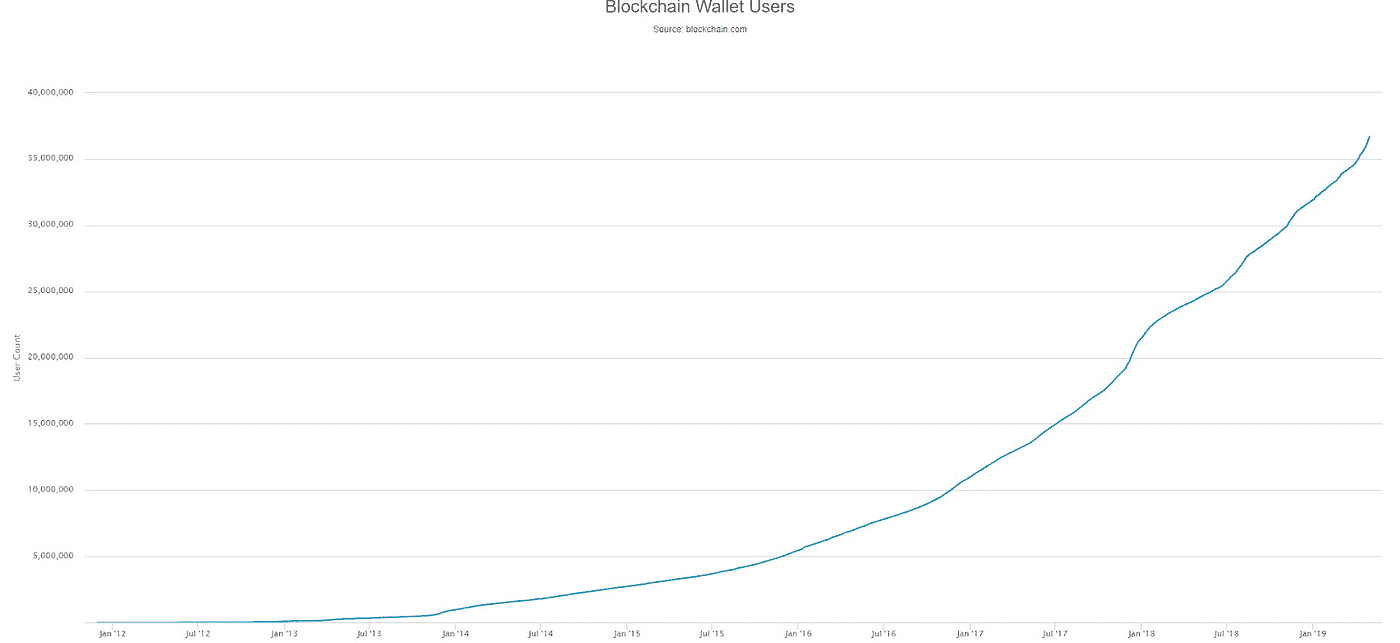 Blockchain Wallet Users
Source: blockchain.com
40,000,000
35,000,000
30,000,000
25,000,000
20,000,000
15,000,000
10,000,000
5,000,000
User Count
Jan '12 Jul '12 Jan '13 Jul '13 Jan '14 Jul '14 Jan '15 Jul '15 Jan '16 Jul '16 Jan '17 Jul '17 Jan '18 Jul '18 Jan '19